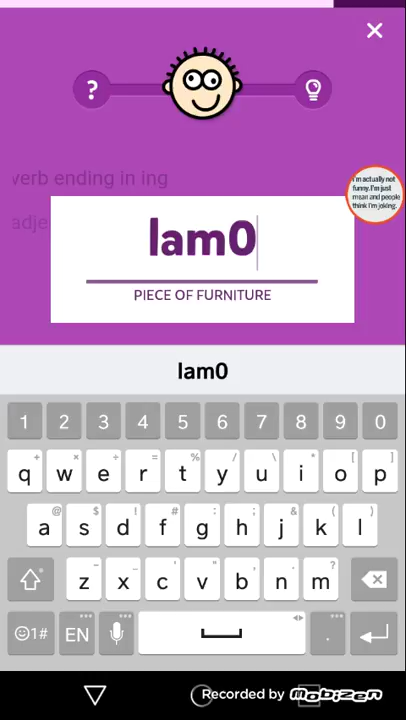 ?
verb ending in ing
adje
I'm actually not
funny.I'm just
mean and people
think I'm joking.
lam0
PIECE OF FURNITURE
lam0
1 2 3 4 5 6 7 8 9 0
+ × ÷ = % / _ * [ ]
q w e r t y u i o p
@ $ ! # : ; & ( )
a s d f g h j k l
z x c v b n m
☺1# EN .
Recorded by MOBIZEN